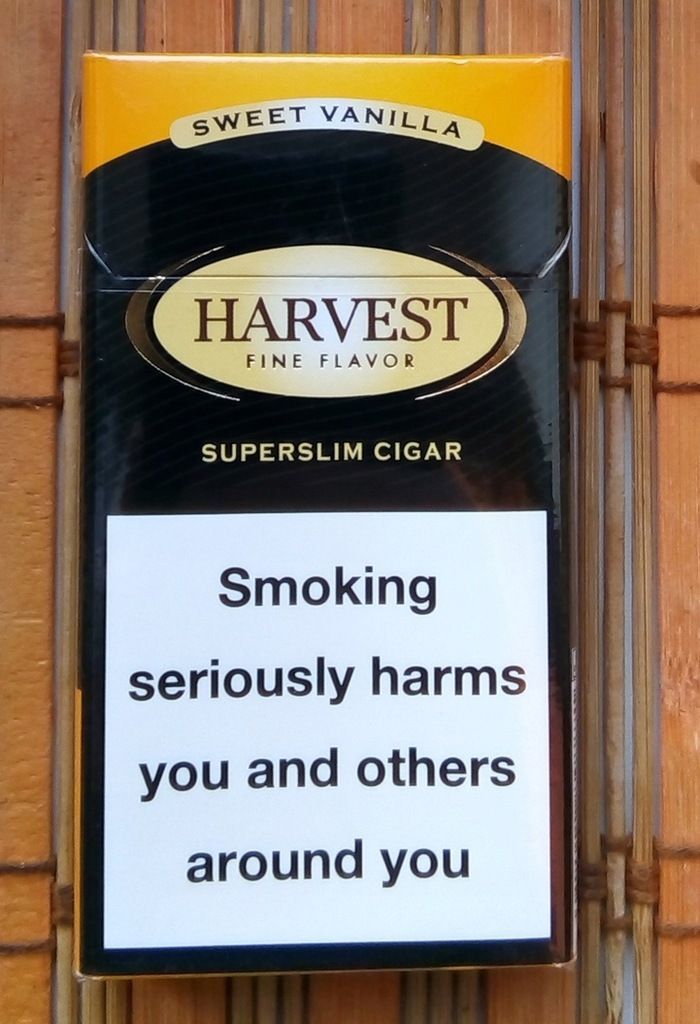 SWEET VANILLA
HARVEST
FINE FLAVOR
SUPERSLIM CIGAR
Smoking
seriously harms
you and others
around you